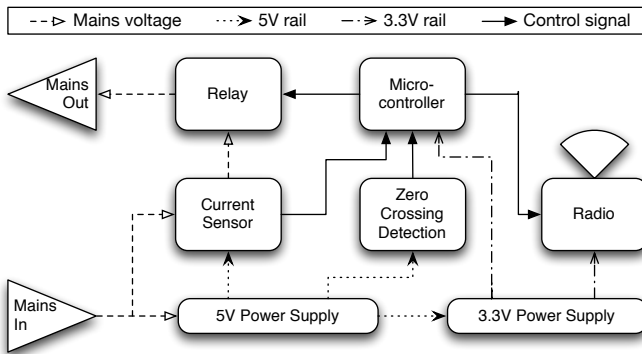 Mains voltage
5V rail
3.3V rail
Control signal
Mains
Out
Relay
Micro-
controller
Current
Sensor
Zero
Crossing
Detection
Radio
Mains
In
5V Power Supply
3.3V Power Supply